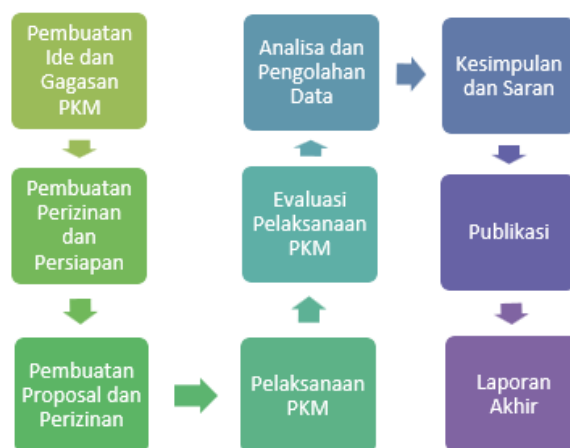 Pembuatan
Ide dan
Gagasan
PKM
Pembuatan
Perizinan
dan
Persiapan
Pembuatan
Proposal dan
Perizinan
Pelaksanaan
PKM
Evaluasi
Pelaksanaan
PKM
Analisa dan
Pengolahan
Data
Kesimpulan
dan Saran
Publikasi
Laporan
Akhir